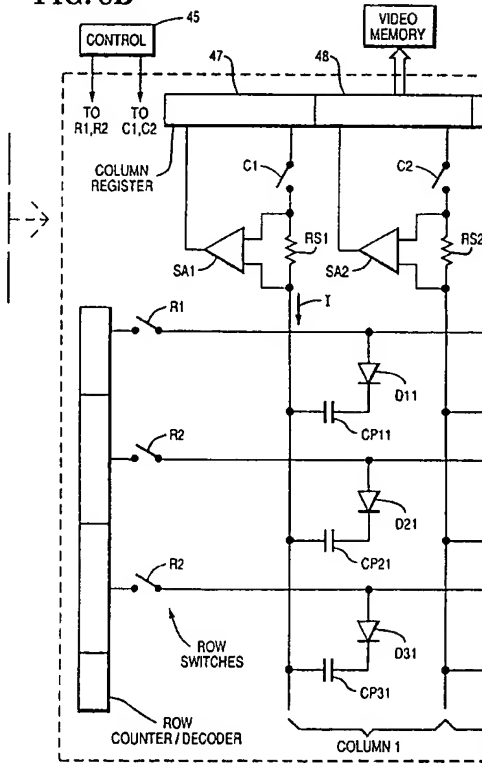 FIG. 6B
CONTROL
45
VIDEO
MEMORY
47
48
TO
R1,R2
TO
C1,C2
COLUMN
REGISTER
C1
C2
SA1
RS1
SA2
RS2
I
R1
D11
CP11
R2
D21
CP21
R2
D31
CP31
ROW
SWITCHES
ROW
COUNTER/DECODER
COLUMN 1